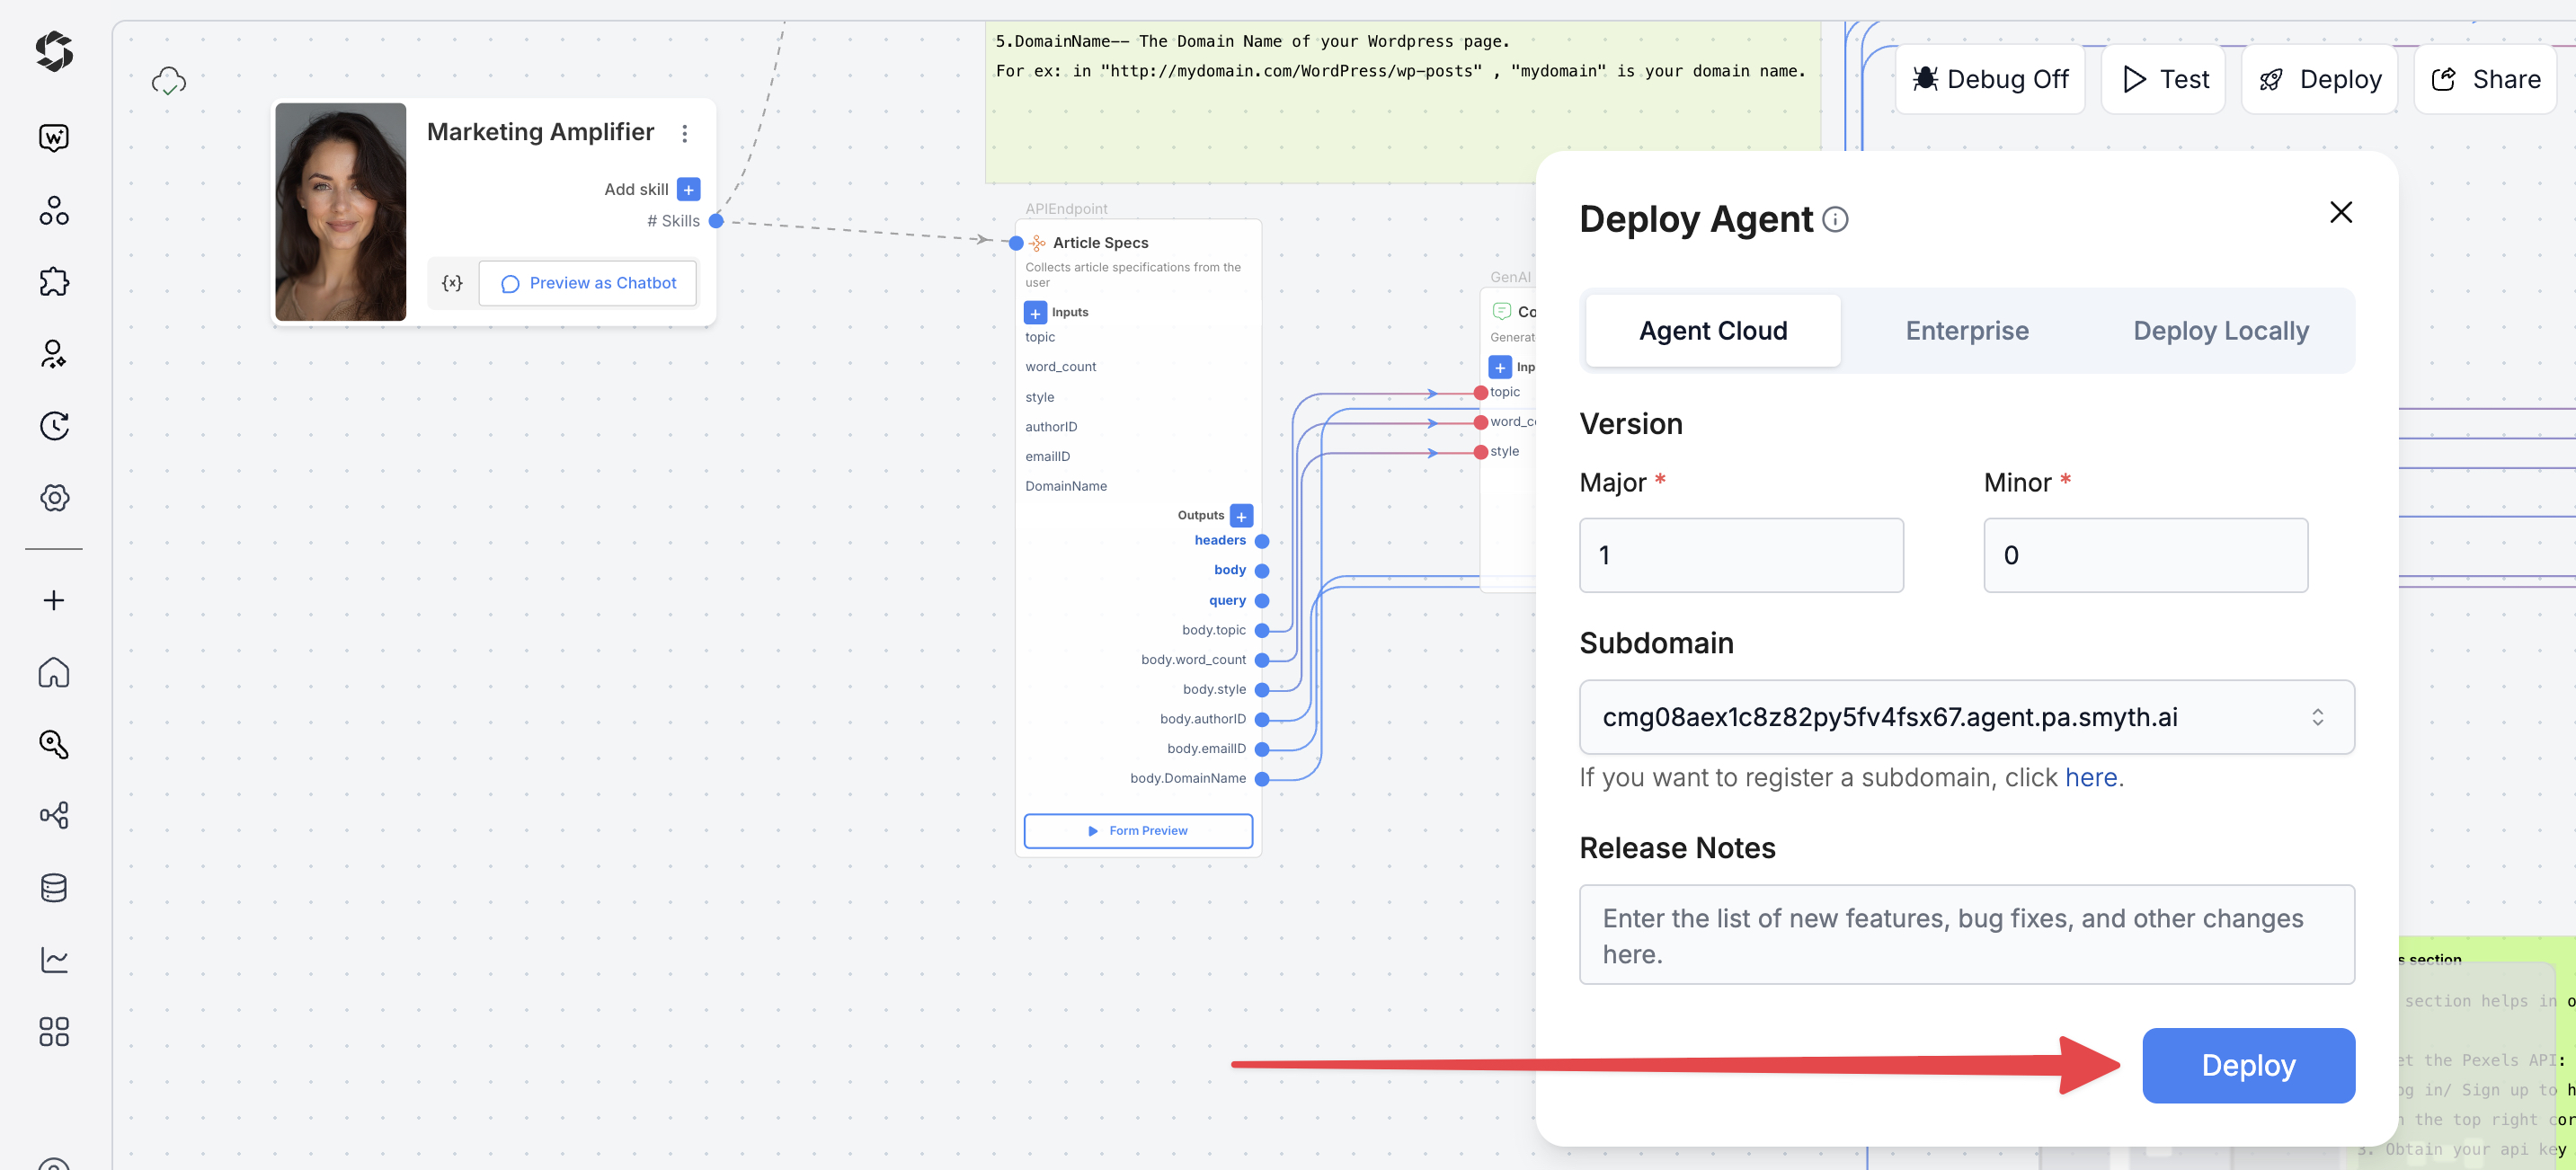 5.DomainName-- The Domain Name of your Wordpress page.
For ex: in "http://mydomain.com/WordPress/wp-posts" , "mydomain" is your domain name.
Debug Off
Test
Deploy
Share
Marketing Amplifier
Add skill
# Skills
{x}
Preview as Chatbot
APIEndpoint
Article Specs
Collects article specifications from the
user
Inputs
topic
word_count
style
authorID
emailID
DomainName
Outputs
headers
body
query
body.topic
body.word_count
body.style
body.authorID
body.emailID
body.DomainName
Form Preview
GenAI
Co
Generat
Inp
topic
word_co
style
Deploy Agent
Agent Cloud
Enterprise
Deploy Locally
Version
Major *
Minor *
1
0
Subdomain
cmg08aex1c8z82py5fv4fsx67.agent.pa.smyth.ai
If you want to register a subdomain, click here.
Release Notes
Enter the list of new features, bug fixes, and other changes
here.
Deploy
s section
section helps in o
et the Pexels API:
og in/ Sign up to h
the top right cor
3. Obtain your api key